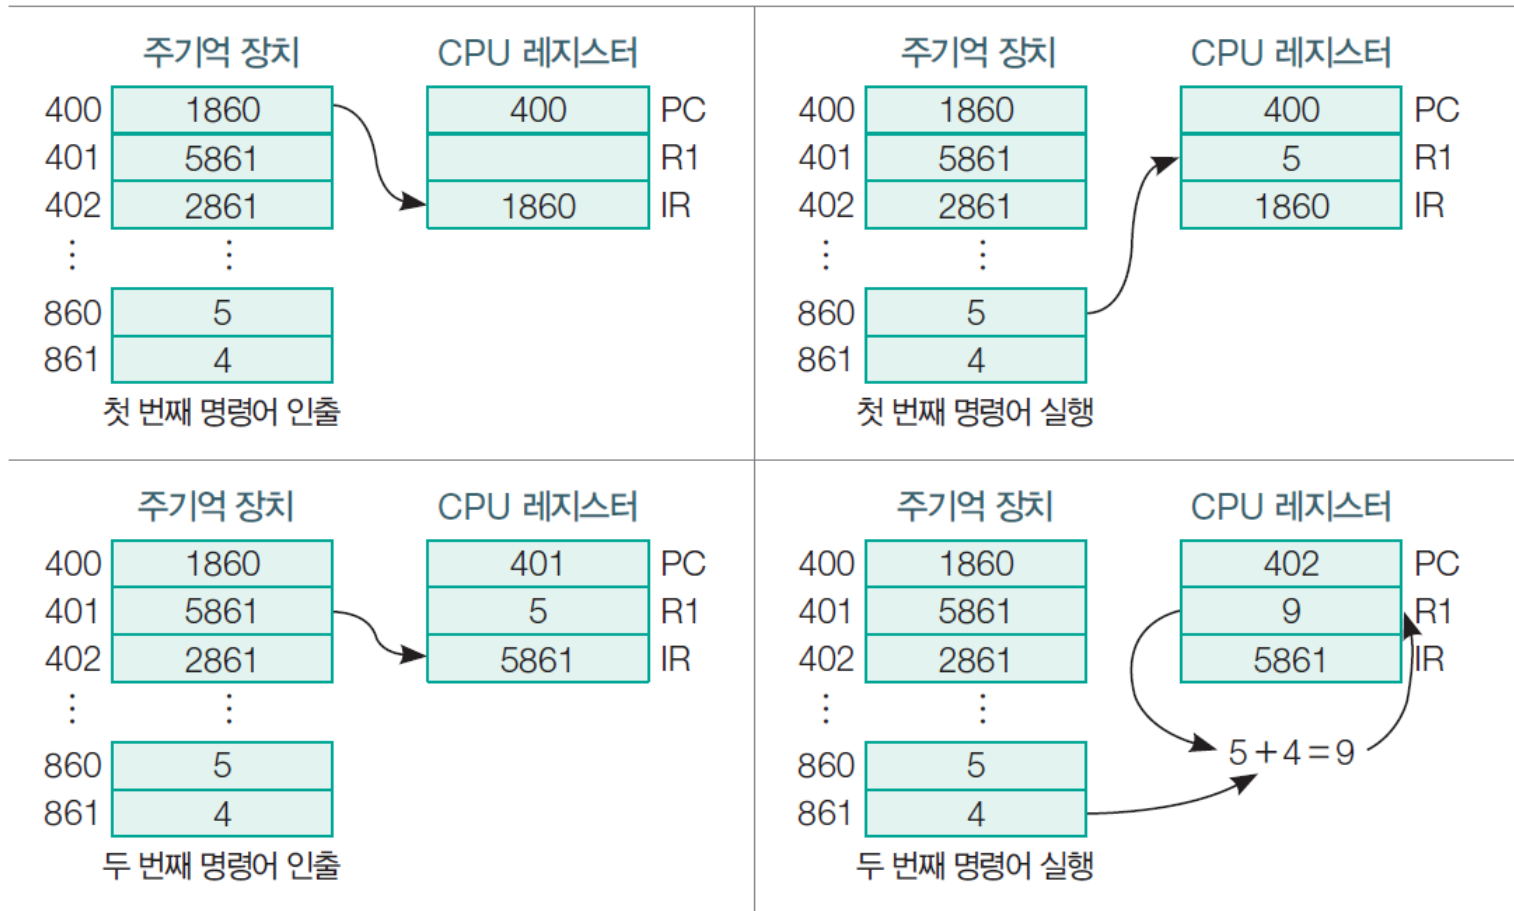 주기억 장치 CPU 레지스터
400 1860 400 PC
401 5861 R1
402 2861 1860 IR
⋮ ⋮
860 5
861 4
첫 번째 명령어 인출
주기억 장치 CPU 레지스터
400 1860 400 PC
401 5861 5 R1
402 2861 1860 IR
⋮ ⋮
860 5
861 4
첫 번째 명령어 실행
주기억 장치 CPU 레지스터
400 1860 401 PC
401 5861 5 R1
402 2861 5861 IR
⋮ ⋮
860 5
861 4
두 번째 명령어 인출
주기억 장치 CPU 레지스터
400 1860 402 PC
401 5861 9 R1
402 2861 5861 IR
⋮ ⋮
860 5 5+4=9
861 4
두 번째 명령어 실행